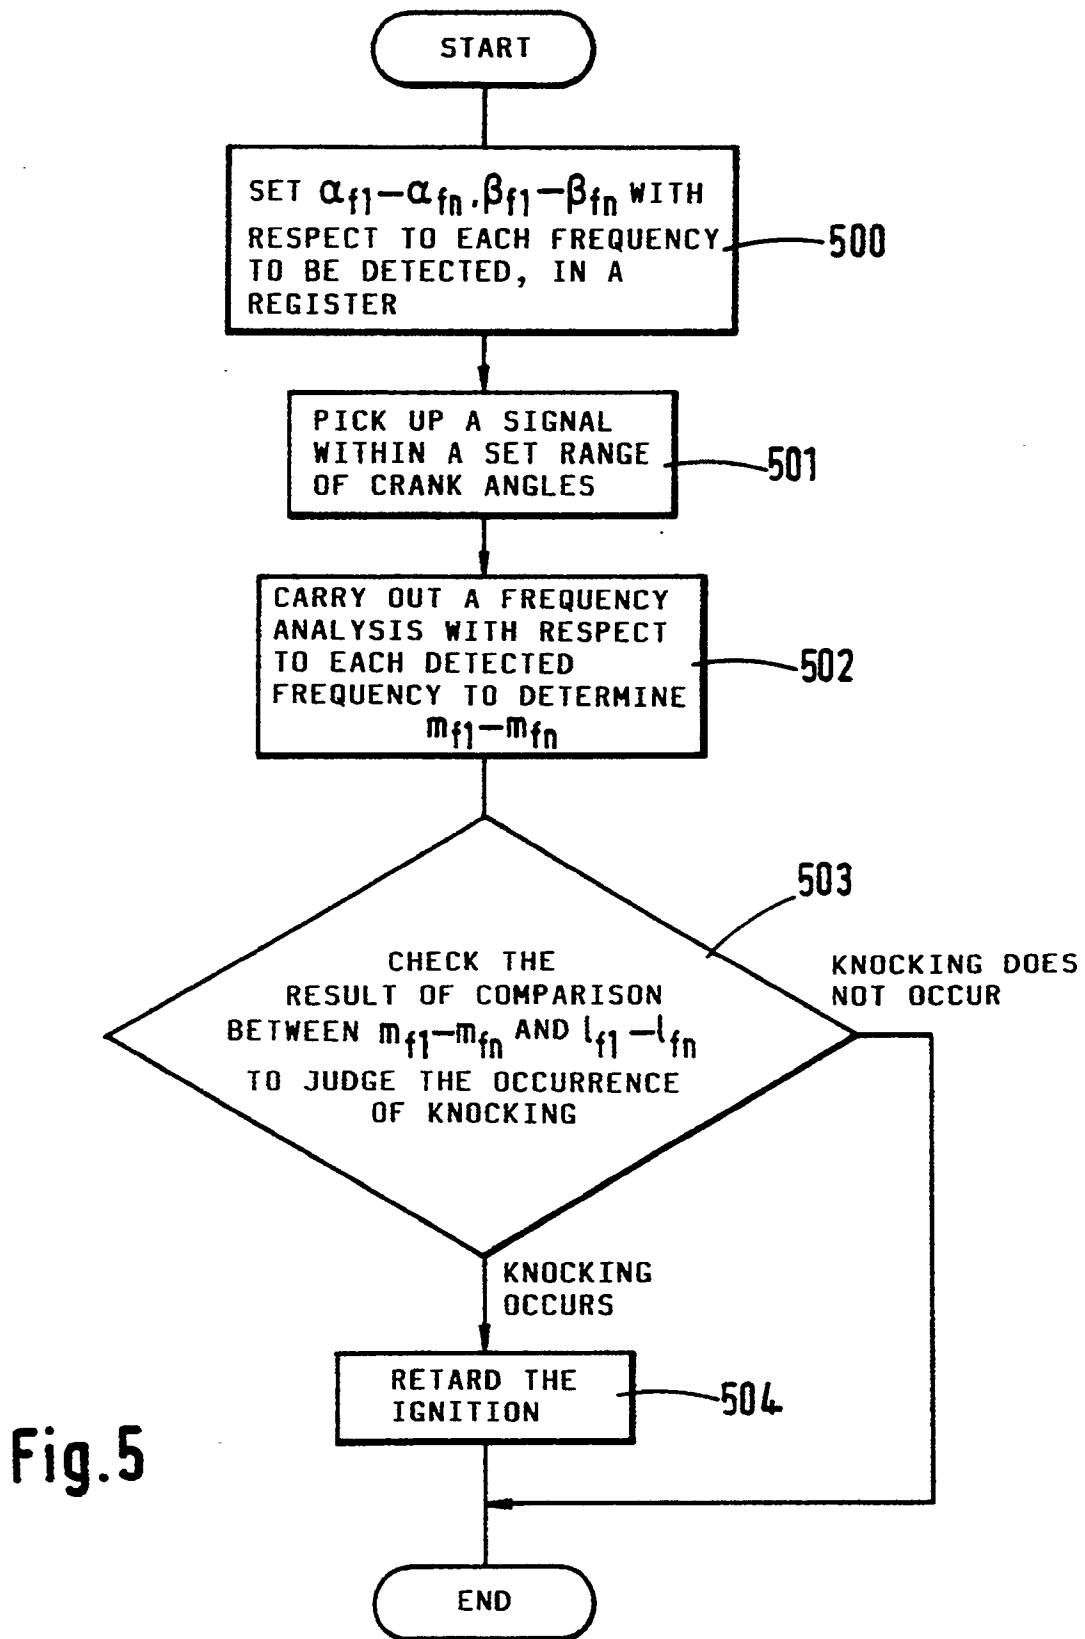 START
SET αf1−αfn, βf1−βfn WITH
RESPECT TO EACH FREQUENCY
TO BE DETECTED, IN A
REGISTER
500
PICK UP A SIGNAL
WITHIN A SET RANGE
OF CRANK ANGLES
501
CARRY OUT A FREQUENCY
ANALYSIS WITH RESPECT
TO EACH DETECTED
FREQUENCY TO DETERMINE
mf1−mfn
502
503
CHECK THE
RESULT OF COMPARISON
BETWEEN mf1−mfn AND lf1−lfn
TO JUDGE THE OCCURRENCE
OF KNOCKING
KNOCKING DOES
NOT OCCUR
KNOCKING
OCCURS
RETARD THE
IGNITION
504
Fig.5
END